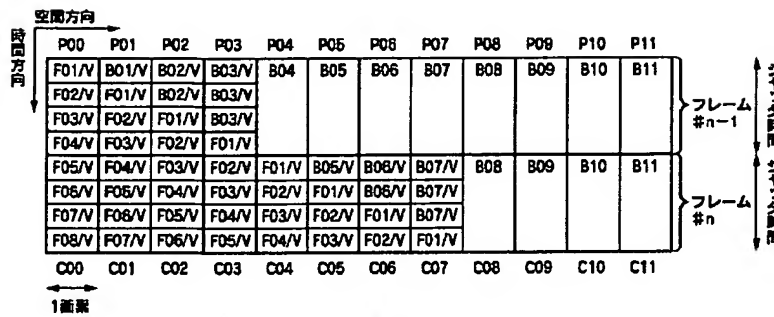 空間方向
時間方向
P00 P01 P02 P03 P04 P05 P06 P07 P08 P09 P10 P11
F01/V B01/V B02/V B03/V B04 B05 B06 B07 B08 B09 B10 B11
F02/V F01/V B02/V B03/V
F03/V F02/V F01/V B03/V
F04/V F03/V F02/V F01/V
フレーム
#n-1
F05/V F04/V F03/V F02/V F01/V B05/V B06/V B07/V B08 B09 B10 B11
F06/V F05/V F04/V F03/V F02/V F01/V B06/V B07/V
F07/V F06/V F05/V F04/V F03/V F02/V F01/V B07/V
F08/V F07/V F06/V F05/V F04/V F03/V F02/V F01/V
フレーム
#n
C00 C01 C02 C03 C04 C05 C06 C07 C08 C09 C10 C11
1画素